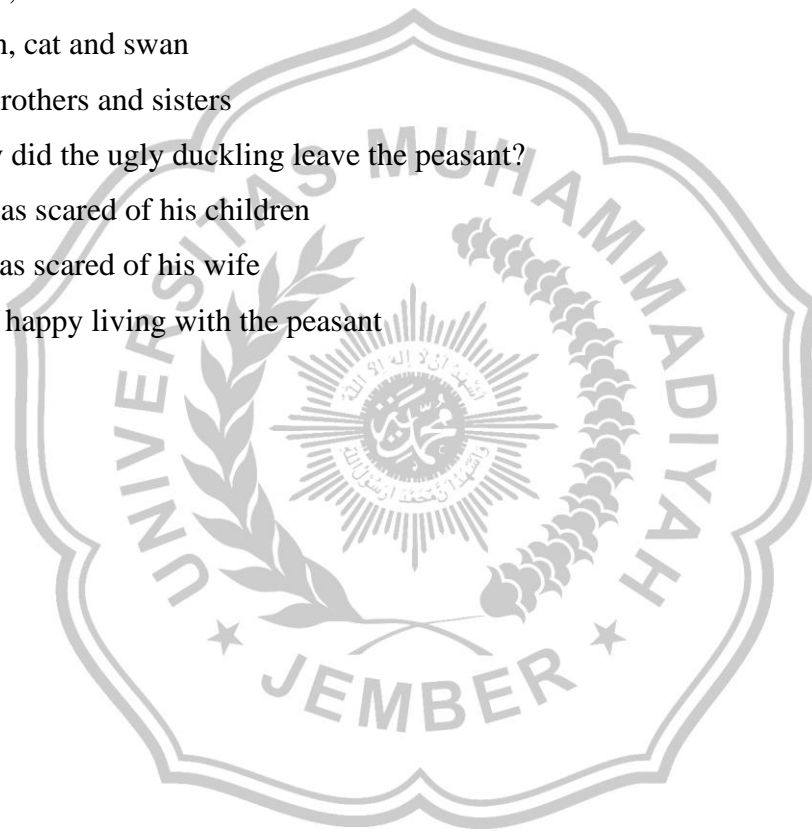 , cat and swan
rothers and sisters
did the ugly duckling leave the peasant?
as scared of his children
as scared of his wife
happy living with the peasant
UNIVERSITAS MUHAMMADIYAH
JEMBER